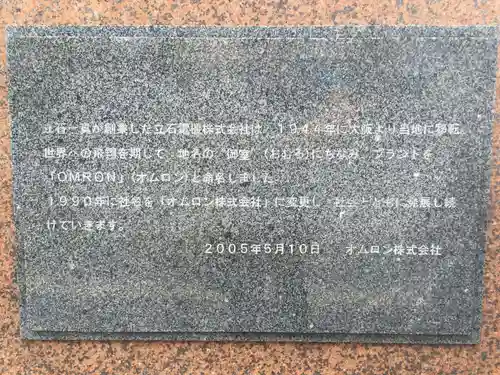 立石一真が創業した立石電機株式会社は、1944年に大阪より当地に移転
世界への飛躍を期して、地名の"御室"(おむろ)にちなみ、ブランドを
「OMRON」(オムロン)と命名しました
1990年に社名を「オムロン株式会社」に変更し、社会とともに発展し続
けています。
2005年5月10日 オムロン株式会社